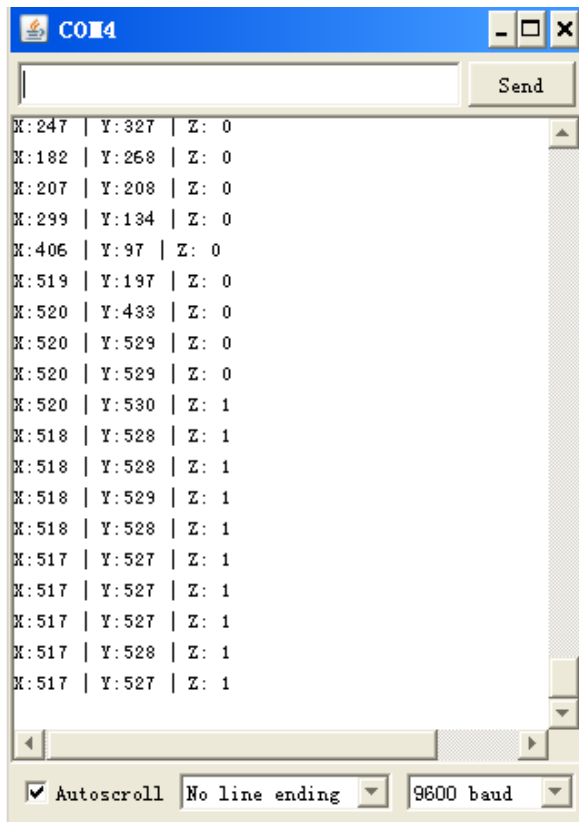 COM4
Send
X:247 | Y:327 | Z: 0
X:182 | Y:268 | Z: 0
X:207 | Y:208 | Z: 0
X:299 | Y:134 | Z: 0
X:406 | Y:97 | Z: 0
X:519 | Y:197 | Z: 0
X:520 | Y:433 | Z: 0
X:520 | Y:529 | Z: 0
X:520 | Y:529 | Z: 0
X:520 | Y:530 | Z: 1
X:518 | Y:528 | Z: 1
X:518 | Y:528 | Z: 1
X:518 | Y:529 | Z: 1
X:518 | Y:528 | Z: 1
X:517 | Y:527 | Z: 1
X:517 | Y:527 | Z: 1
X:517 | Y:527 | Z: 1
X:517 | Y:528 | Z: 1
X:517 | Y:527 | Z: 1
Autoscroll No line ending 9600 baud